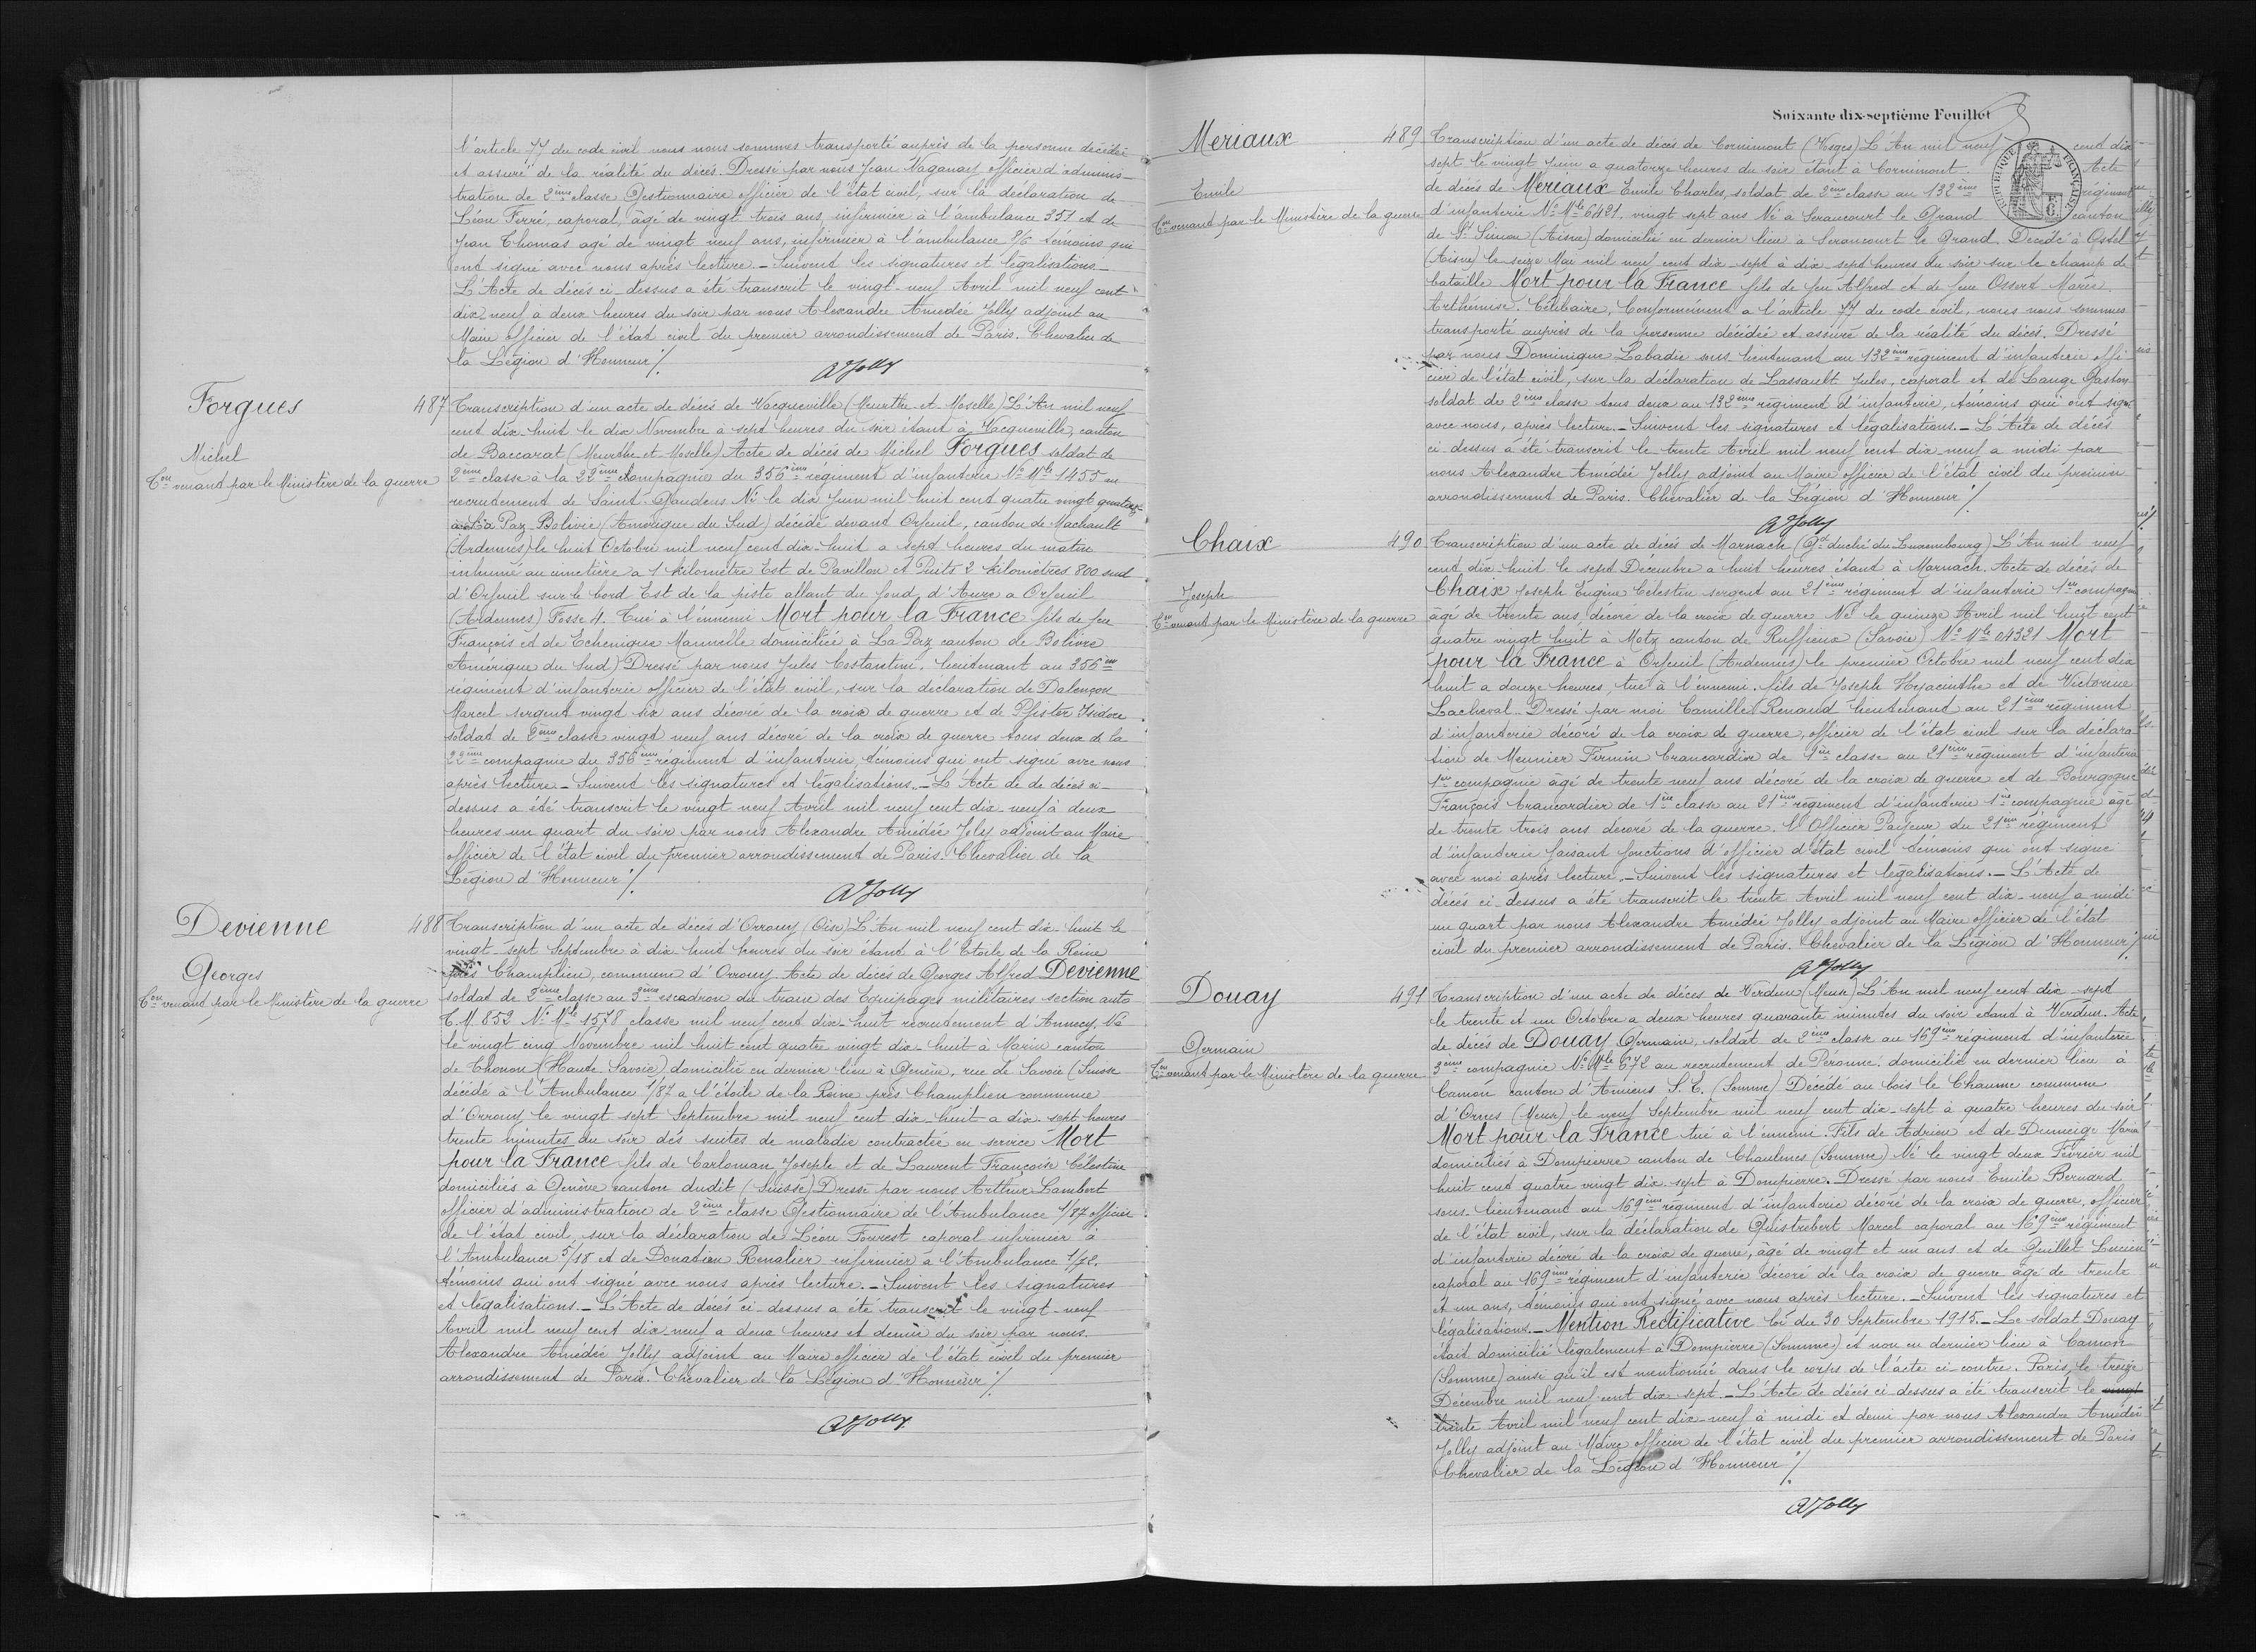 l'article 77 du code civil nous nous sommes transporté auprès de la personne décédée
et assuré de la réalité du décès. Dressé par nous Jean Naganay officier d'adminis-
tration de 2ème classe Gestionnaire officier de l'état civil, sur la déclaration de
Léon Ferré, caporal, âgé de vingt trois ans, infirmier à l'ambulance 351 et de
Jean Thomas agé de vingt neuf ans, infirmier à l'ambulance 9/6 témoins qui
ont signé avec nous après lecture. _ Suivent les signatures et légalisations _
L'Acte de décès ci-dessus a été transcrit le vingt-neuf Avril mil neuf cent
dix neuf a deux heures du soir par nous Alexandre Amédée Jolly adjoint au
Maire officier de l'état civil du premier arrondissement de Paris. Chevalier de
la Légion d'Honneur ⁒
AJolly
Forgues
Michel
Con venant par le Ministère de la guerre
487 Transcription d'un acte de décès de Vacqueville (Meurthe et Moselle) L'An mil neuf
cent dix-huit le dix Novembre a sept heures du soir étant à Vacqueville, canton
de Baccarat (Meurthe et Moselle) Acte de décès de Michel Forgues soldat de
2ème classe à la 22ème Compagnie du 356ème régiment d'infanterie No Mle 1455 au
recrutement de Saint Gaudens Né le dix Juin mil huit cent quatre vingt quatorze
à La Paz Bolivie (Amérique du Sud) décédé devant Orfeuil, canton de Machault
(Ardennes) le huit Octobre mil neuf cent dix-huit a sept heures du matin
inhumé au cimetière a 1 kilomètre Est de Pavillon et Puits 2 kilomètres 800 sud
d'Orfeuil sur le bord Est de la piste allant du fond d'Aure a Orfeuil
(Ardennes) Fosse 4. Tué à l'ennemi Mort pour la France fils de feu
François et de Echenique Manuelle domiciliée à La Paz canton de Bolivie
Amérique du Sud) Dressé par nous Jules Costantini, lieutenant au 356ème
régiment d'infanterie officier de l'état civil, sur la déclaration de Dalençon
Marcel sergent vingt six ans décoré de la croix de guerre et de Pfister Isidore
soldat de 2ème classe vingt neuf ans décoré de la croix de guerre tous deux d la
22ème compagnie du 356ème régiment d'infanterie, témoins qui ont signé avec nous
après lecture _ Suivent les signatures et légalisations. _ L'Acte de de décès ci-
dessus a été transcrit le vingt neuf Avril mil neuf cent dix-neuf à deux
heures un quart du soir par nous Alexandre Amédée Joly adjoint au Maire
officier de l'état civil du premier arrondissement de Paris. Chevalier de la
Légion d'Honneur ⁒
AJolly
Devienne
Georges
Con venant par le Ministère de la guerre
488 Transcription d'un acte de décès d'Orrouy (Oise) L'An mil neuf cent dix-huit le
vingt-sept Septembre à dix huit heures du soir étant à l'Etoile de la Reine
près Champlieu, commune d'Orrouy. Acte de décès de Georges Alfred Devienne
soldat de 2ème classe au 3ème escadron du train des Equipages militaires section auto
T.M. 852 No Mle 1578 classe mil neuf cent dix-huit recrutement d'Annecy. Né
le vingt cinq Novembre mil huit cent quatre vingt dix-huit à Marin canton
de Thonon (Haute Savoie) domicilié en dernier lieu à Genève, rue de Savoie (Suisse
décédé à l'Ambulance 1/87 a l'étoile de la Reine près Champlieu commune
d'Orrouy le vingt sept Septembre mil neuf cent dix-huit a dix-sept heures
trente minutes du soir des suites de maladie contractée en service Mort
pour la France fils de Carloman Joseph et de Laurent Françoise Célestine
domiciliés à Genève canton dudit (Suisse) Dressé par nous Arthur Lambert
officier d'administration de 2ème classe Gestionnaire de l'Ambulance 1/87 officier
de l'état civil, sur la déclaration de Léon Fourest caporal infirmier à
l'Ambulance 5/18 et de Donatien Renalier infirmier à l'Ambulance
témoins qui ont signé avec nous après lecture. _ Suivent les signatures
et légalisations. _ L'Acte de décès ci-dessus a été transcrit le vingt-neuf
Avril mil neuf cent dix-neuf a deux heures et demie du soir par nous.
Alexandre Amédée Jolly adjoint au Maire officier de l'état civil du premier
arrondissement de Paris. Chevalier de la Légion d'Honneur ⁒
AJolly
Soixante-dix-septième Feuillet
REPUBLIQUE FRANÇAISE
Meriaux
Emile
Con venant par le Ministère de la guerre
489 Transcription d'un acte de décès de Cornimont (Vosges) L'An mil neuf cent dix
sept le vingt Juin a quatorze heures du soir étant à Cornimont. Acte
de décès de Meriaux Emile Charles, soldat de 2ème classe au 132ème régiment
d'infanterie No Mle 6421, vingt sept ans Né à Seraucourt le Grand canton
de St Simon (Aisne) domicilié en dernier lieu a Seraucourt le Grand. Décédé à Ostel
(Aisne) le seize Mai mil neuf cent dix-sept à dix-sept heures du soir sur le champ de
bataille Mort pour la France fils de feu Alfred et de feu Ossert Marie
Arthémise. Célibaire, Conformément a l'article 77 du code civil, nous nous sommes
transporté auprès de la personne décédée et assuré de la réalité du décès. Dressé
par nous Dominique Labadie sous lieutenant au 132ème régiment d'infanterie offi-
cier de l'état civil, sur la déclaration de Lassault Jules, caporal et de Lange Gaston
soldat de 2ème classe tous deux au 132ème régiment d'infanterie, témoins qui ont signé
avec nous, après lecture. _ Suivent les signatures et légalisations. _ L'Acte de décès
ci-dessus a été transcrit le trente Avril mil neuf cent dix-neuf a midi par
nous Alexandre Amédée Jolly adjoint au Maire officier de l'état civil du premier
arrondissement de Paris. Chevalier de la Légion d'Honneur ⁒
AJolly
Chaix
Joseph
Con venant par le Ministère de la guerre
490 Transcription d'un acte de décès de Marnach (Gd duché du Luxembourg) L'An mil neuf
cent dix-huit le sept Décembre a huit heures étant à Marnach. Acte de décès de
Chaix Joseph Eugène Célestin sergent au 21ème régiment d'infanterie 1ère compagnie
âgé de trente ans décoré de la croix de guerre Né le quinze Avril mil huit cent
quatre vingt huit à Motz canton de Ruffieux (Savoie) No Mle 04321 Mort
pour la France à Orfeuil (Ardennes) le premier Octobre mil neuf cent dix
huit a douze heures, tué à l'ennemi. fils de Joseph Hyacinthe et de Victorine
Lacheval. Dressé par moi Camille Renaud lieutenant au 21ème régiment
d'infanterie décoré de la croix de guerre, officier de l'état civil sur la déclara-
tion de Meunier Firmin brancardier de 1ère classe au 21ème régiment d'infanterie
1ère compagnie âgé de trente neuf ans décoré de la croix de guerre et de Bourgogne
François brancardier de 1ère classe au 21ème régiment d'infanterie 1ère compagnie âgé
de trente trois ans décoré de la guerre. l'Officier Payeur du 21ème régiment
d'infanterie faisant fonctions d'officier d'état civil témoins qui ont signé
avec moi après lecture. _ Suivent les signatures et légalisations. _ L'Acte de
décès ci-dessus a été transcrit le trente Avril mil neuf cent dix-neuf a midi
un quart par nous Alexandre Amédée Jolly adjoint au Maire officier de l'état
civil du premier arrondissement de Paris. Chevalier de la Légion d'Honneur ⁒
AJolly
Douay
Germain
Con venant par le Ministère de la guerre
491 Transcription d'un acte de décès de Verdun (Meuse) L'An mil neuf cent dix-sept
le trente et un Octobre a deux heures quarante minutes du soir étant à Verdun. Acte
de décès de Douay Germain, soldat de 2ème classe au 169ème régiment d'infanterie
3ème compagnie No Mle 672 au recrutement de Péronne. domicilié en dernier lieu à
Camon canton d'Amiens S.E. (Somme) Décédé au bois le Chaume commune
d'Ornes (Meuse) le neuf Septembre mil neuf cent dix-sept à quatre heures du soir
Mort pour la France tué à l'ennemi. Fils de Adrien et de Dumeige Maria
domiciliés à Dompierre canton de Chaulnes (Somme) Né le vingt deux Février mil
huit cent quatre vingt dix-sept à Dompierre. Dressé par nous Emile Bernard
sous-lieutenant au 169ème régiment d'infanterie décoré de la croix de guerre, officier
de l'état civil, sur la déclaration de Quistrebert Marcel caporal au 169ème régiment
d'infanterie décoré de la croix de guerre, âgé de vingt et un ans et de Quillet Lucien
caporal au 169ème régiment d'infanterie décoré de la croix de guerre âgé de trente
et un ans, témoins qui ont signé avec nous après lecture. _ Suivent les signatures et
légalisations. _ Mention Rectificative Loi du 30 Septembre 1915. _ Le soldat Douay
était domicilié légalement à Dompierre (Somme) et non en dernier lieu à Camon
(Somme) ainsi qu'il est mentionné dans le corps de l'acte ci-contre. Paris, le treize
Décembre mil neuf cent dix sept. _ L'Acte de décès ci-dessus a été transcrit le vingt
trente Avril mil neuf cent dix-neuf à midi et demi par nous Alexandre Amédée
Jolly adjoint au Maire officier de l'état civil du premier arrondissement de Paris
Chevalier de la Légion d'Honneur ⁒
AJolly